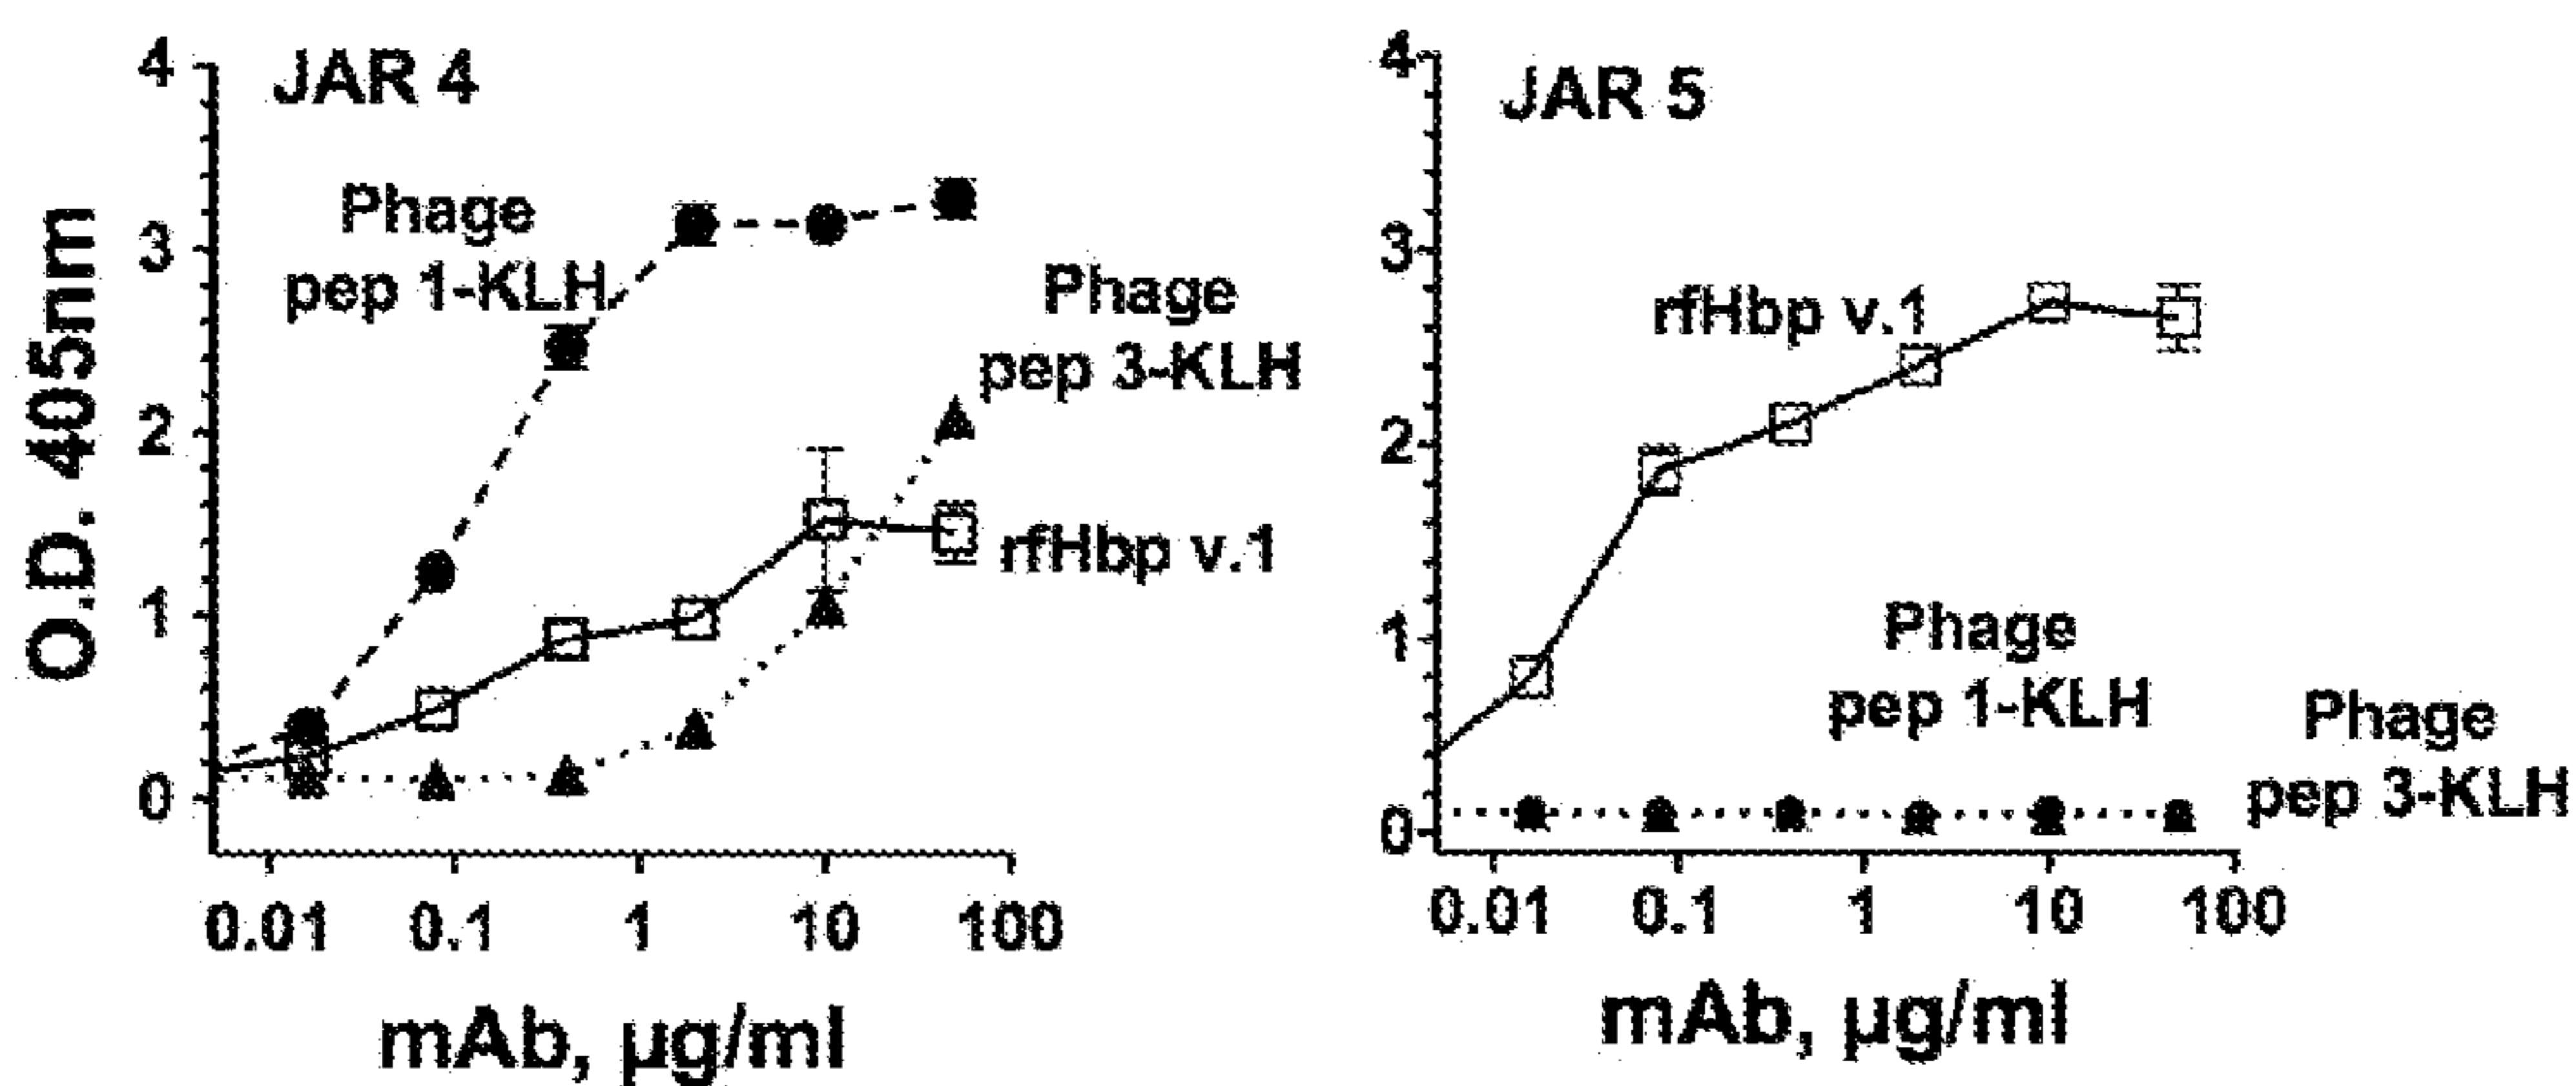 O.D. 405nm
4
3
2
1
0
JAR 4
Phage
pep 1-KLH
Phage
pep 3-KLH
rfHbp v.1
0.01 0.1 1 10 100
mAb, µg/ml
4
3
2
1
0
JAR 5
rfHbp v.1
Phage
pep 1-KLH
Phage
pep 3-KLH
0.01 0.1 1 10 100
mAb, µg/ml